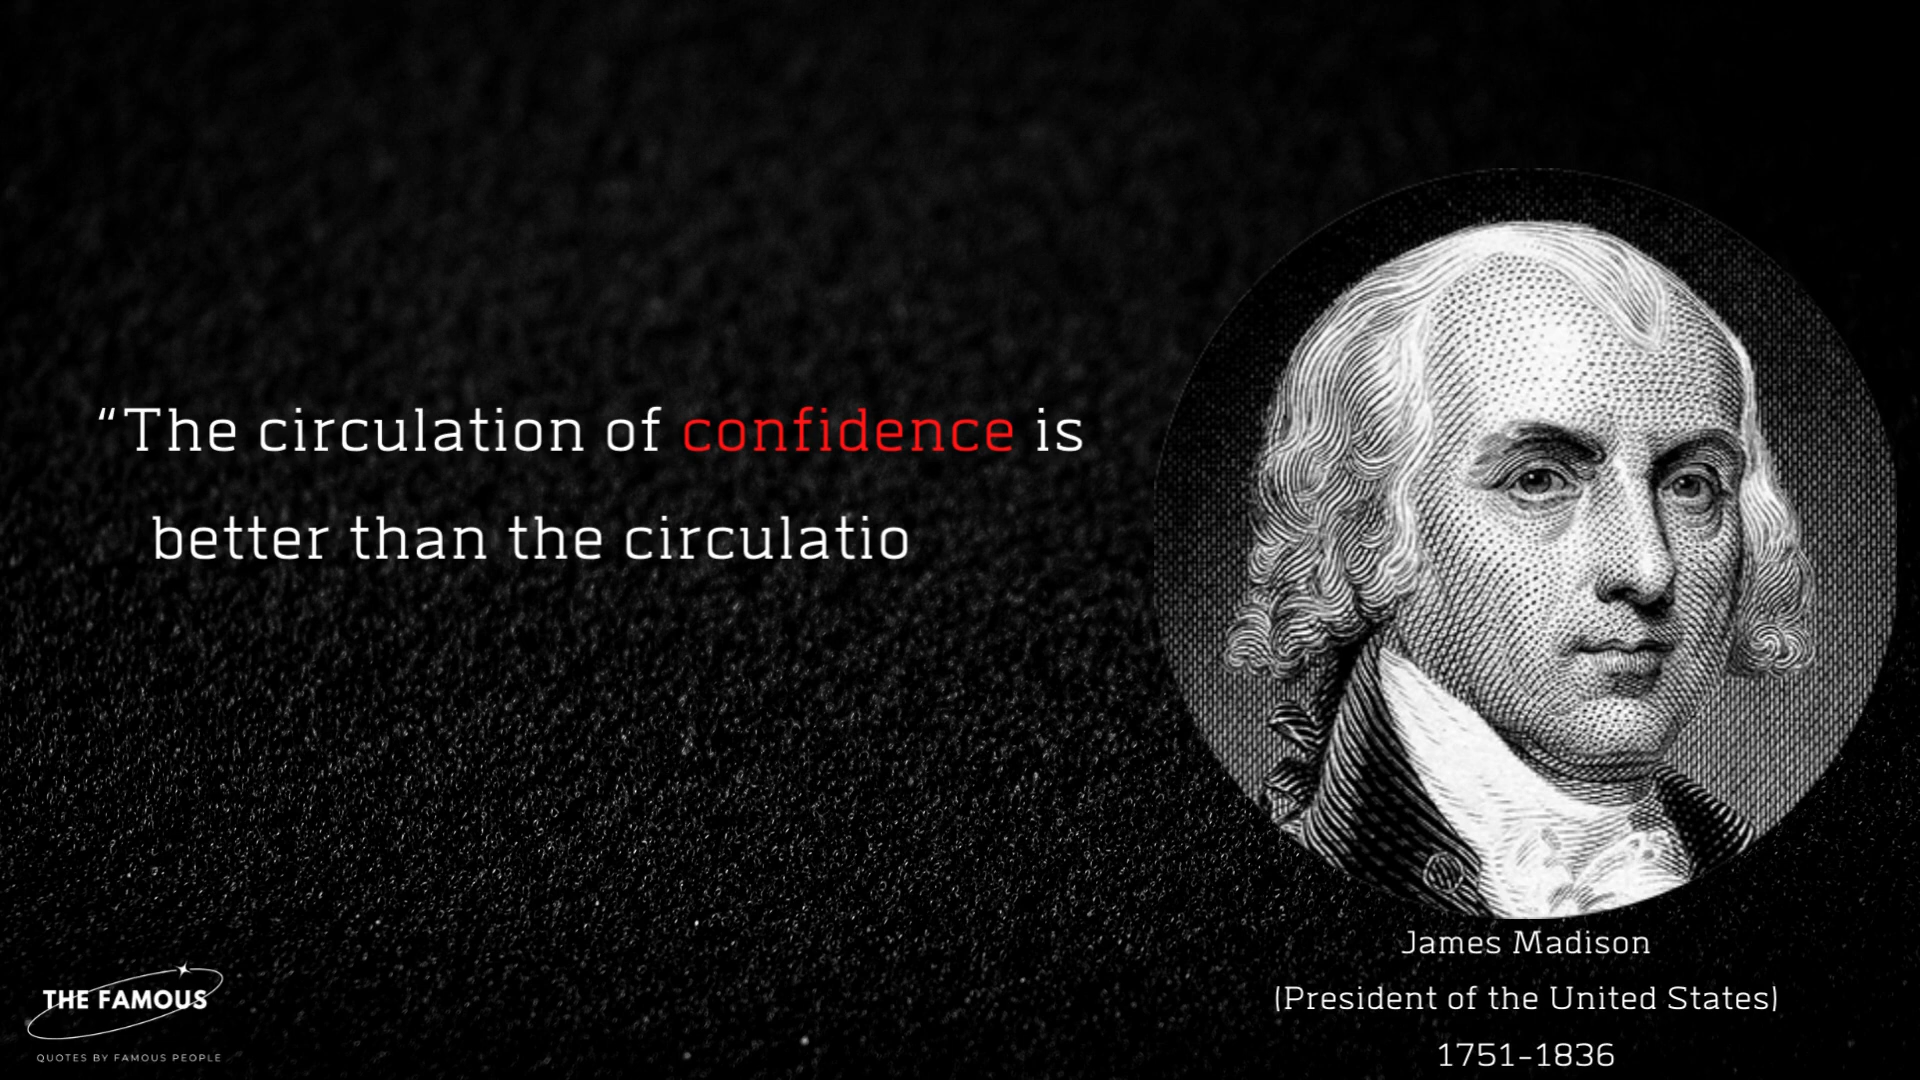 “The circulation of confidence is
better than the circulatio
James Madison
(President of the United States)
1751-1836
THE FAMOUS
QUOTES BY FAMOUS PEOPLE